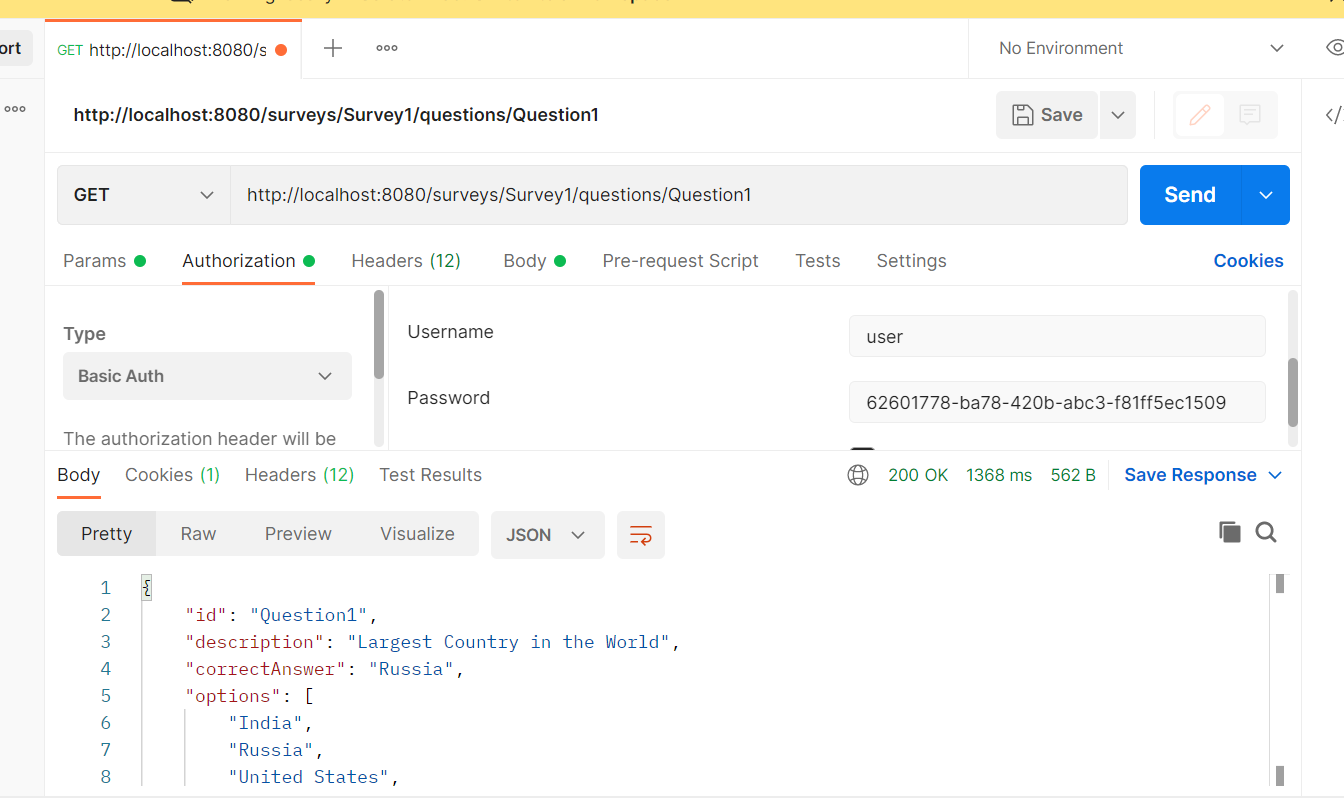 ort
GET http://localhost:8080/s
No Environment
http://localhost:8080/surveys/Survey1/questions/Question1
Save
GET
http://localhost:8080/surveys/Survey1/questions/Question1
Send
Params
Authorization
Headers (12)
Body
Pre-request Script
Tests
Settings
Cookies
Type
Username
user
Basic Auth
Password
62601778-ba78-420b-abc3-f81ff5ec1509
The authorization header will be
Body
Cookies (1)
Headers (12)
Test Results
200 OK
1368 ms
562 B
Save Response
Pretty
Raw
Preview
Visualize
JSON
1 {
2 "id": "Question1",
3 "description": "Largest Country in the World",
4 "correctAnswer": "Russia",
5 "options": [
6 "India",
7 "Russia",
8 "United States",